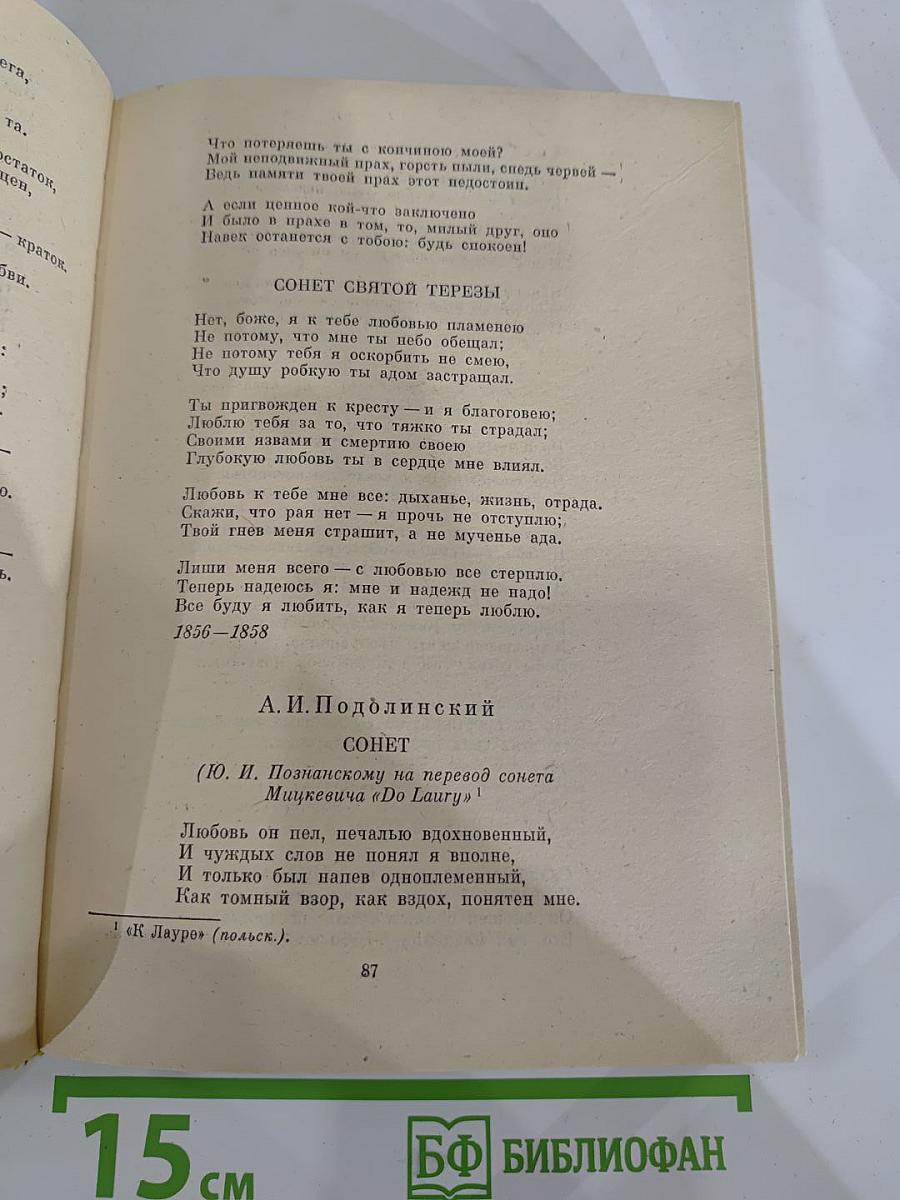 ега,
та.
остаток,
цен,
— краток.
бви.
:
;
—
ю.
—
ь.
Что потеряешь ты с кончиною моей?
Мой неподвижный прах, горсть пыли, снедь червей —
Ведь памяти твоей прах этот недостоин.
А если ценное кой-что заключено
И было в прахе в том, то, милый друг, оно
Навек останется с тобою: будь спокоен!
СОНЕТ СВЯТОЙ ТЕРЕЗЫ
Нет, боже, я к тебе любовью пламенею
Не потому, что мне ты небо обещал;
Не потому тебя я оскорбить не смею,
Что душу робкую ты адом застращал.
Ты пригвожден к кресту — и я благоговею;
Люблю тебя за то, что тяжко ты страдал;
Своими язвами и смертию своею
Глубокую любовь ты в сердце мне влиял.
Любовь к тебе мне все: дыханье, жизнь, отрада.
Скажи, что рая нет — я прочь не отступлю;
Твой гнев меня страшит, а не мученье ада.
Лиши меня всего — с любовью все стерплю.
Теперь надеюсь я: мне и надежд не надо!
Все буду я любить, как я теперь люблю.
1856—1858
А. И. Подолинский
СОНЕТ
(Ю. И. Познанскому на перевод сонета
Мицкевича «Do Laury» 1
Любовь он пел, печалью вдохновенный,
И чуждых слов не понял я вполне,
И только был напев одноплеменный,
Как томный взор, как вздох, понятен мне.
1 «К Лауре» (польск.).
87
15 см
БФ БИБЛИОФАН